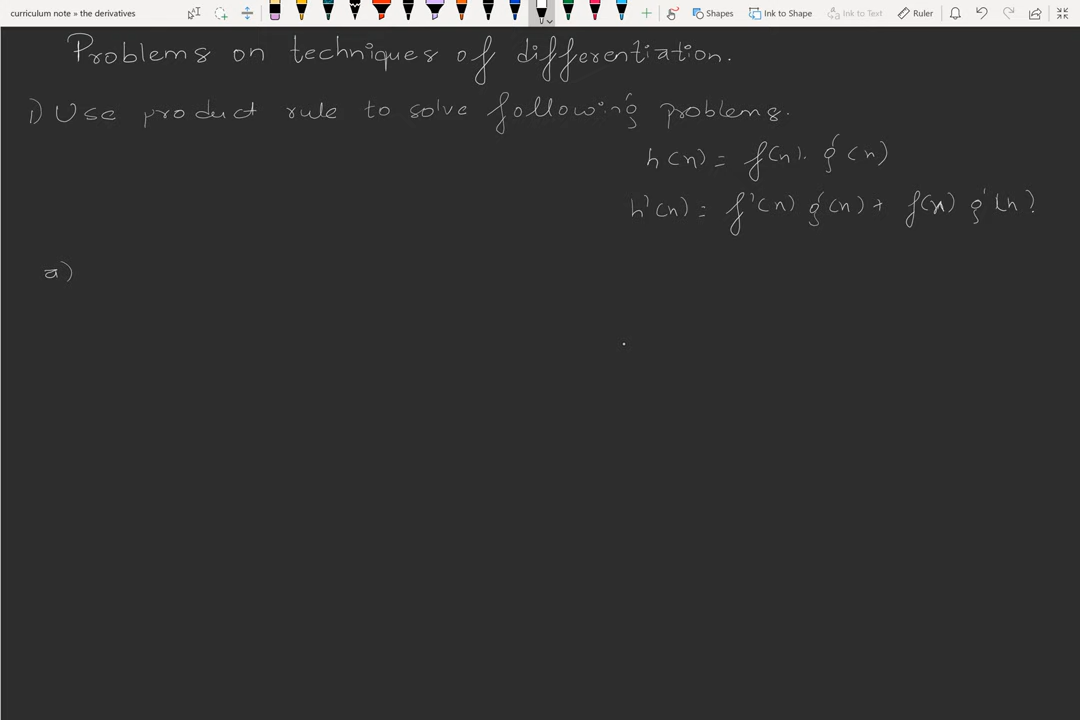 curriculum note » the derivatives
Shapes
Ink to Shape
Ink to Text
Ruler
Problems on techniques of differentiation.
1) Use product rule to solve following problems.
h(x) = f(x). g(x)
h'(x) = f'(x) g(x) + f(x) g'(x)
a)